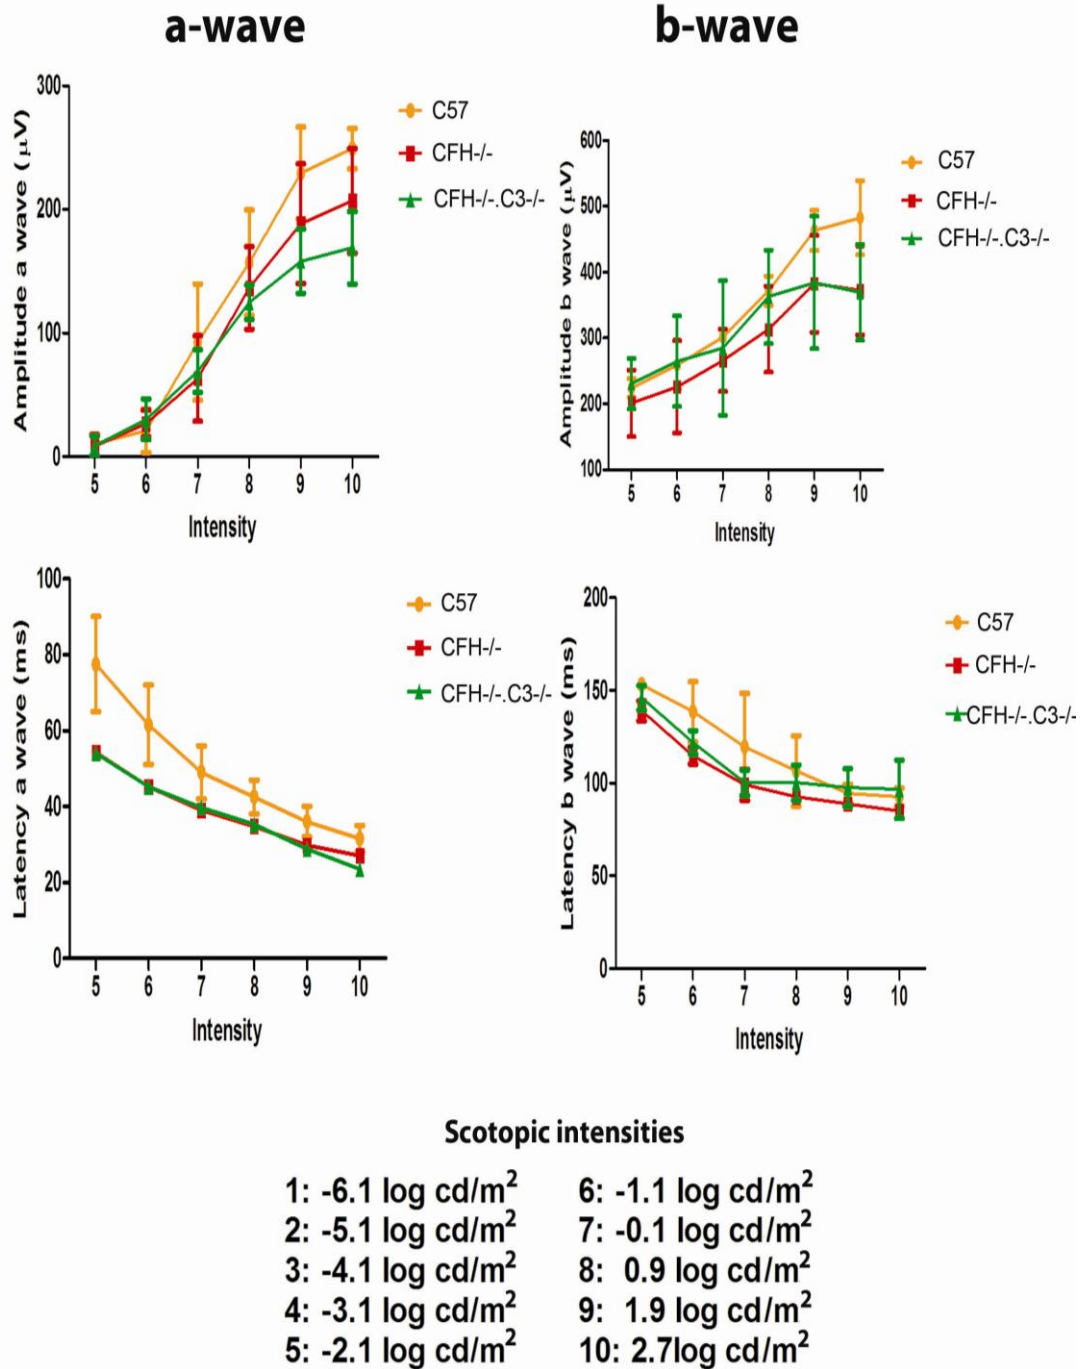 a-wave
b-wave
Amplitude a wave (μV)
300
200
100
0
5 6 7 8 9 10
Intensity
C57
CFH-/-
CFH-/-.C3-/-
Amplitude b wave (μV)
600
500
400
300
200
100
5 6 7 8 9 10
Intensity
C57
CFH-/-
CFH-/-.C3-/-
Latency a wave (ms)
100
80
60
40
20
0
5 6 7 8 9 10
Intensity
C57
CFH-/-
CFH-/-.C3-/-
Latency b wave (ms)
200
150
100
50
0
5 6 7 8 9 10
Intensity
C57
CFH-/-
CFH-/-.C3-/-
Scotopic intensities
1: -6.1 log cd/m²
2: -5.1 log cd/m²
3: -4.1 log cd/m²
4: -3.1 log cd/m²
5: -2.1 log cd/m²
6: -1.1 log cd/m²
7: -0.1 log cd/m²
8: 0.9 log cd/m²
9: 1.9 log cd/m²
10: 2.7log cd/m²